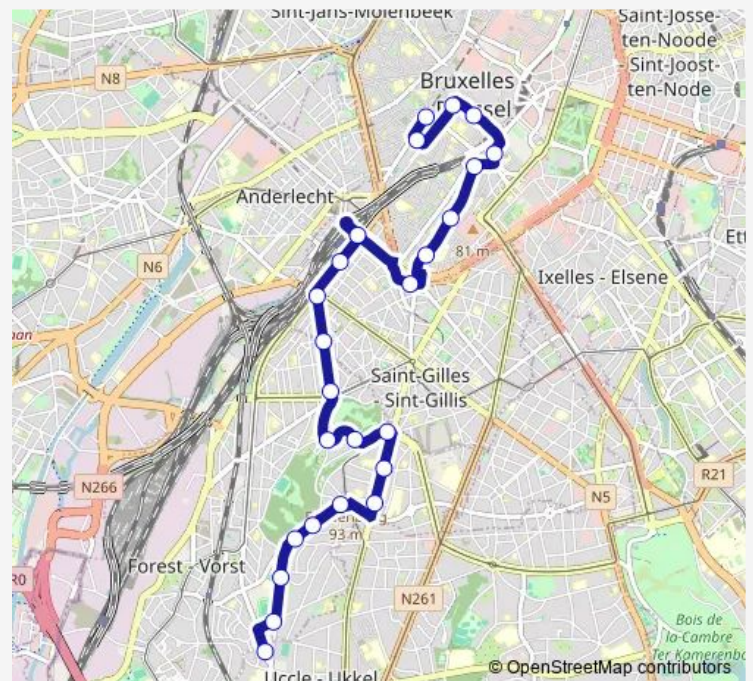 Sint-Jans-Molenbeek
Saint-Josse-
ten-Noode
- Sint-Joost-
ten-Node
N8
Bruxelles
Anderlecht
81 m
N6
Ixelles - Elsene
Saint-Gilles
- Sint-Gillis
N266
N5
R21
93 m
Forest - Vorst
N261
Bois de
la-Cambre
Uccle - Ukkel
© OpenStreetMap contributors